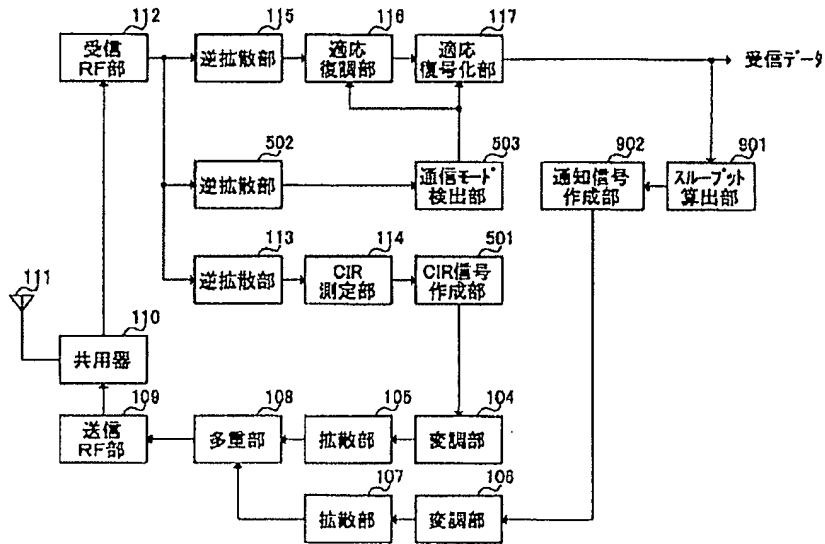 112
受信
RF部
115
逆拡散部
116
適応
復調部
117
適応
復号化部
受信データ
502
逆拡散部
503
通信モード
検出部
902
通知信号
作成部
901
スループット
算出部
113
逆拡散部
114
CIR
測定部
501
CIR信号
作成部
111
110
共用器
109
送信
RF部
108
多重部
105
拡散部
104
変調部
107
拡散部
106
変調部